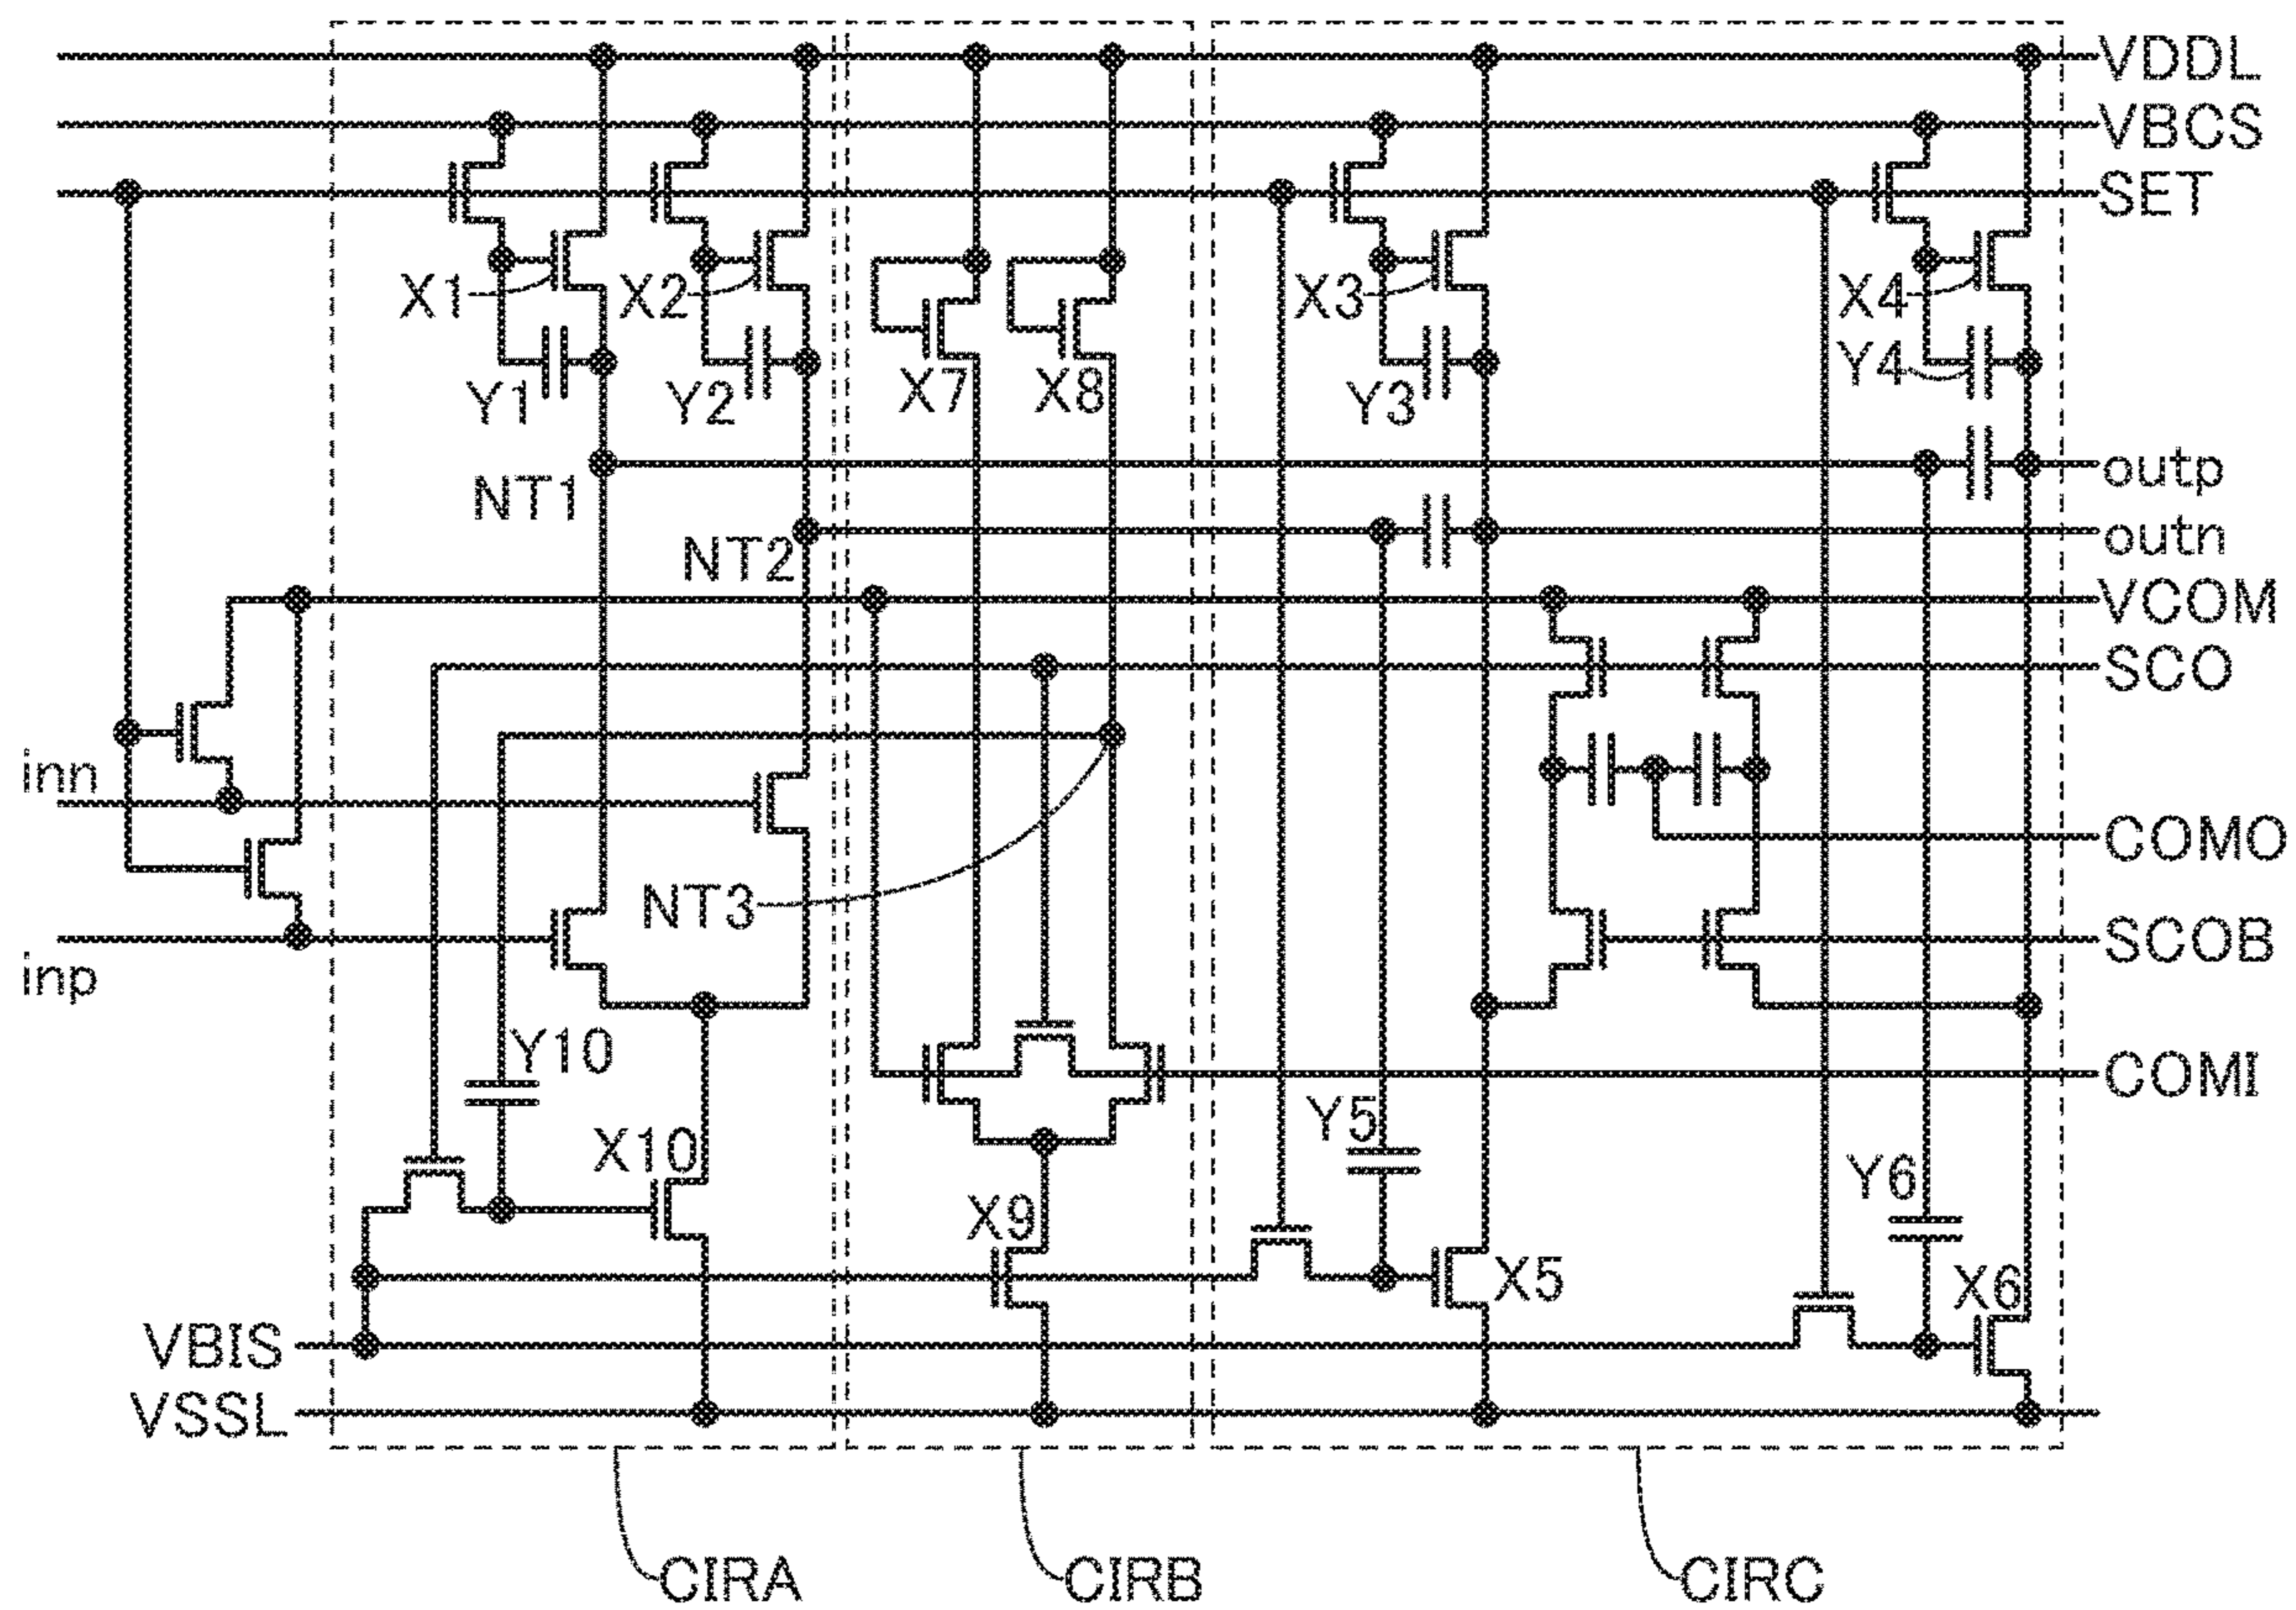 VDDL
VBCS
SET
X1
X2
X3
X4
Y1
Y2
X7
X8
Y3
Y4
outp
NT1
outn
NT2
VCOM
SCO
inn
COMO
NT3
SCOB
inp
Y10
COMI
Y5
X10
Y6
X9
X5
X6
VBIS
VSSL
CIRA
CIRB
CIRC